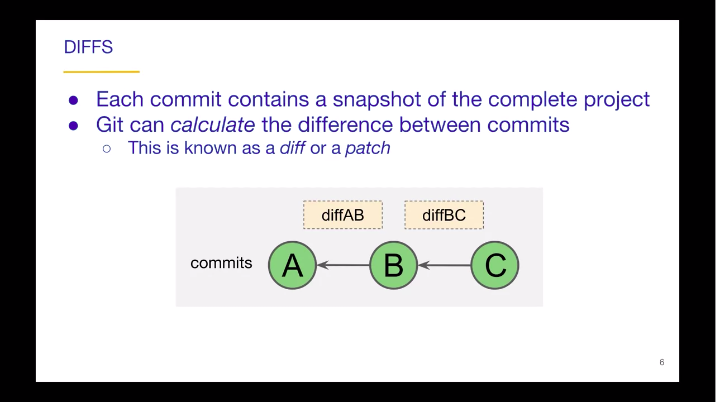 DIFFS
● Each commit contains a snapshot of the complete project
● Git can calculate the difference between commits
○ This is known as a diff or a patch
diffAB diffBC
commits A B C
6